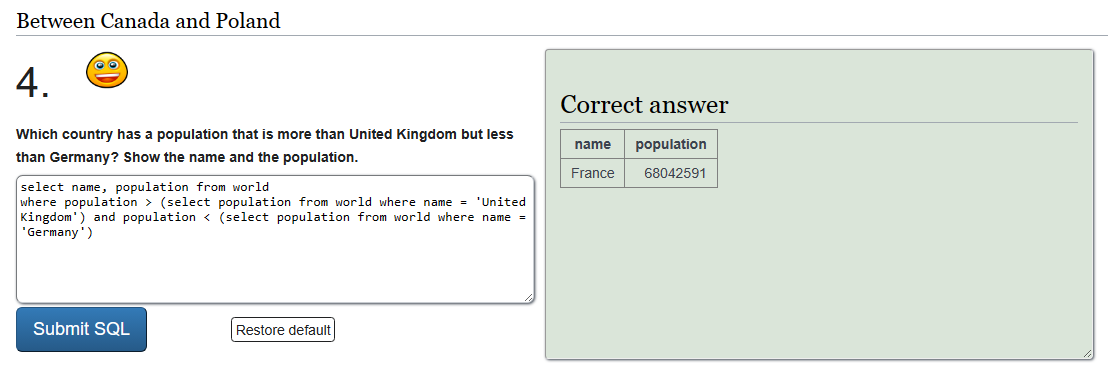 Between Canada and Poland
4.
Which country has a population that is more than United Kingdom but less
than Germany? Show the name and the population.
select name, population from world
where population > (select population from world where name = 'United
Kingdom') and population < (select population from world where name =
'Germany')
Submit SQL
Restore default
Correct answer
name population
France 68042591